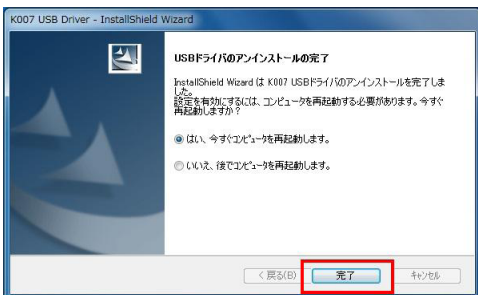 K007 USB Driver - InstallShield Wizard
USBドライバのアンインストールの完了
InstallShield Wizard は K007 USBドライバのアンインストールを完了しま
した。
設定を有効にするには、コンピュータを再起動する必要があります。今すぐ
再起動しますか?
はい、今すぐコンピュータを再起動します。
いいえ、後でコンピュータを再起動します。
< 戻る(B)
完了
キャンセル